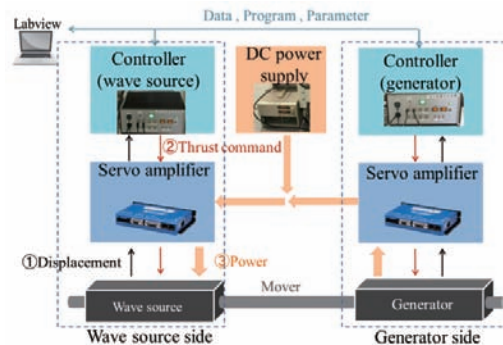 Data , Program , Parameter
Labview
Controller
(wave source)
DC power
supply
Controller
(generator)
②Thrust command
Servo amplifier
Servo amplifier
①Displacement
③Power
Mover
Wave source
Generator
Wave source side
Generator side